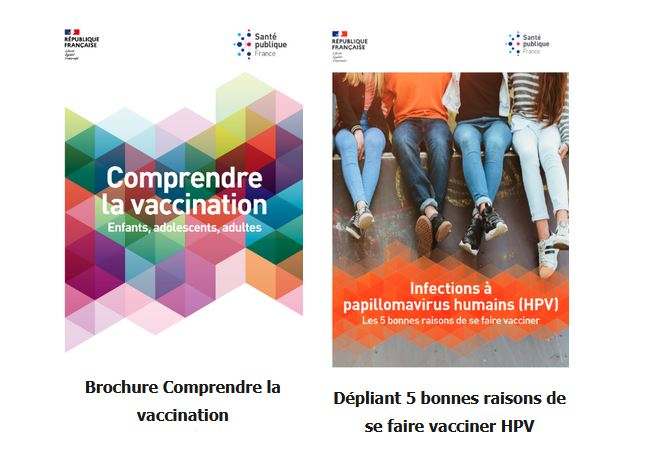 RÉPUBLIQUE
FRANÇAISE
Liberté
Égalité
Fraternité
Santé
publique
France
Comprendre
la vaccination
Enfants, adolescents, adultes
Brochure Comprendre la
vaccination
RÉPUBLIQUE
FRANÇAISE
Liberté
Égalité
Fraternité
Santé
publique
France
Infections à
papillomavirus humains (HPV)
Les 5 bonnes raisons de se faire vacciner
Dépliant 5 bonnes raisons de
se faire vacciner HPV